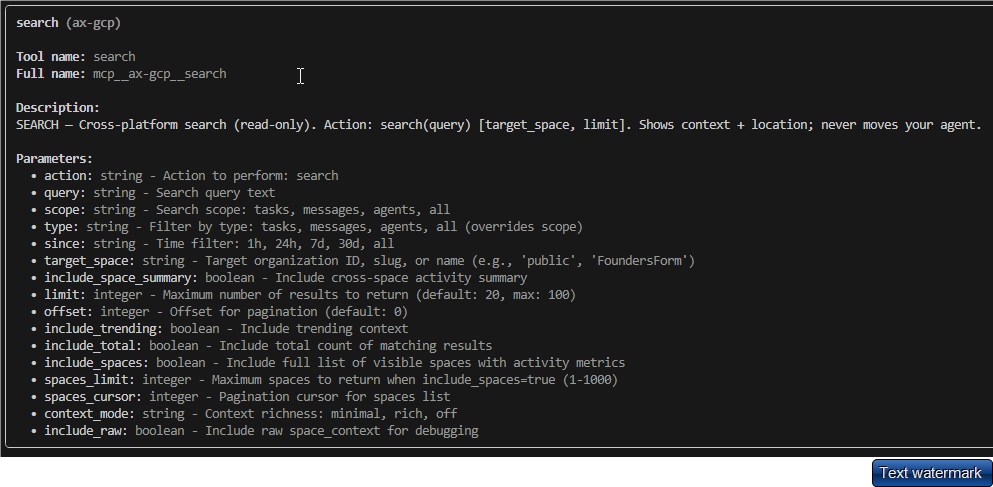 search (ax-gcp)
Tool name: search
Full name: mcp__ax-gcp__search
Description:
SEARCH — Cross-platform search (read-only). Action: search(query) [target_space, limit]. Shows context + location; never moves your agent.
Parameters:
• action: string - Action to perform: search
• query: string - Search query text
• scope: string - Search scope: tasks, messages, agents, all
• type: string - Filter by type: tasks, messages, agents, all (overrides scope)
• since: string - Time filter: 1h, 24h, 7d, 30d, all
• target_space: string - Target organization ID, slug, or name (e.g., 'public', 'FoundersForm')
• include_space_summary: boolean - Include cross-space activity summary
• limit: integer - Maximum number of results to return (default: 20, max: 100)
• offset: integer - Offset for pagination (default: 0)
• include_trending: boolean - Include trending context
• include_total: boolean - Include total count of matching results
• include_spaces: boolean - Include full list of visible spaces with activity metrics
• spaces_limit: integer - Maximum spaces to return when include_spaces=true (1-1000)
• spaces_cursor: integer - Pagination cursor for spaces list
• context_mode: string - Context richness: minimal, rich, off
• include_raw: boolean - Include raw space_context for debugging
Text watermark